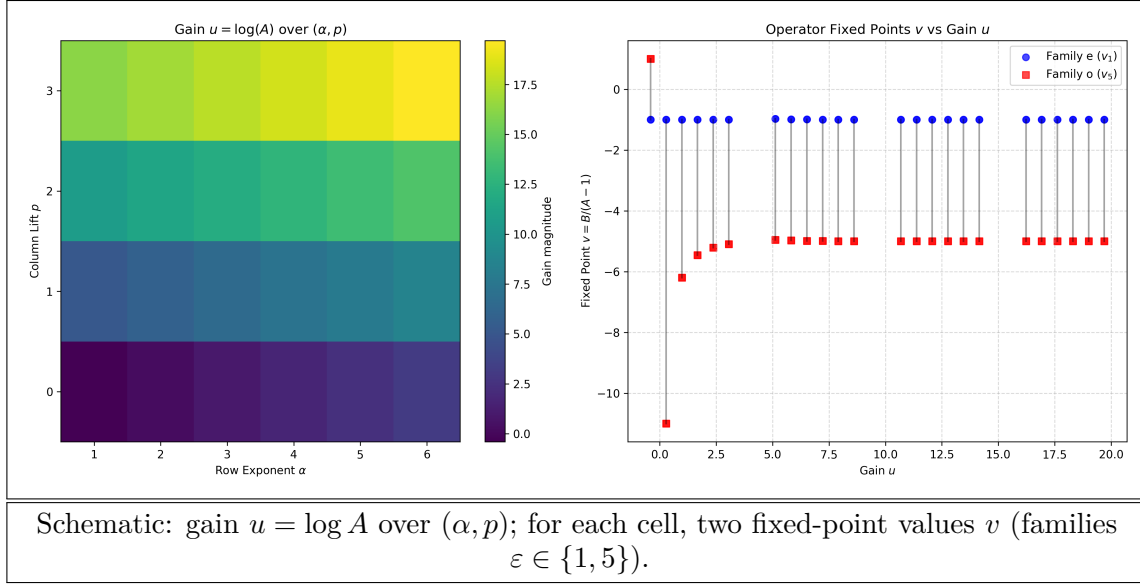 Gain u = log(A) over (α, p)
Column Lift p
3
2
1
0
1 2 3 4 5 6
Row Exponent α
17.5
15.0
12.5
10.0
7.5
5.0
2.5
0.0
Gain magnitude
Operator Fixed Points v vs Gain u
Family e (v₁)
Family o (v₅)
Fixed Point v = B/(A − 1)
0
−2
−4
−6
−8
−10
0.0 2.5 5.0 7.5 10.0 12.5 15.0 17.5 20.0
Gain u
Schematic: gain u = log A over (α, p); for each cell, two fixed-point values v (families
ε ∈ {1, 5}).